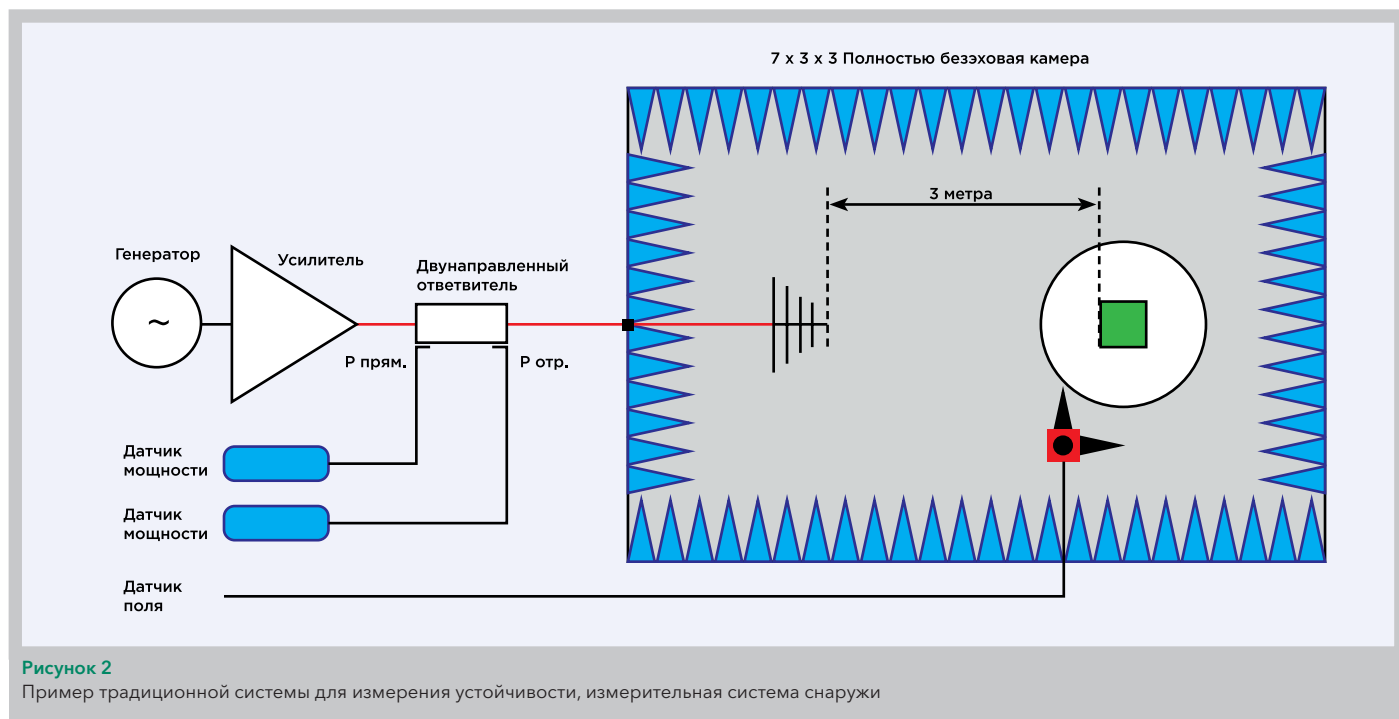 7 x 3 x 3 Полностью безэховая камера
3 метра
Генератор
Усилитель
Двунаправленный
ответвитель
~
P прям.
P отр.
Датчик
мощности
Датчик
мощности
Датчик
поля
Рисунок 2
Пример традиционной системы для измерения устойчивости, измерительная система снаружи